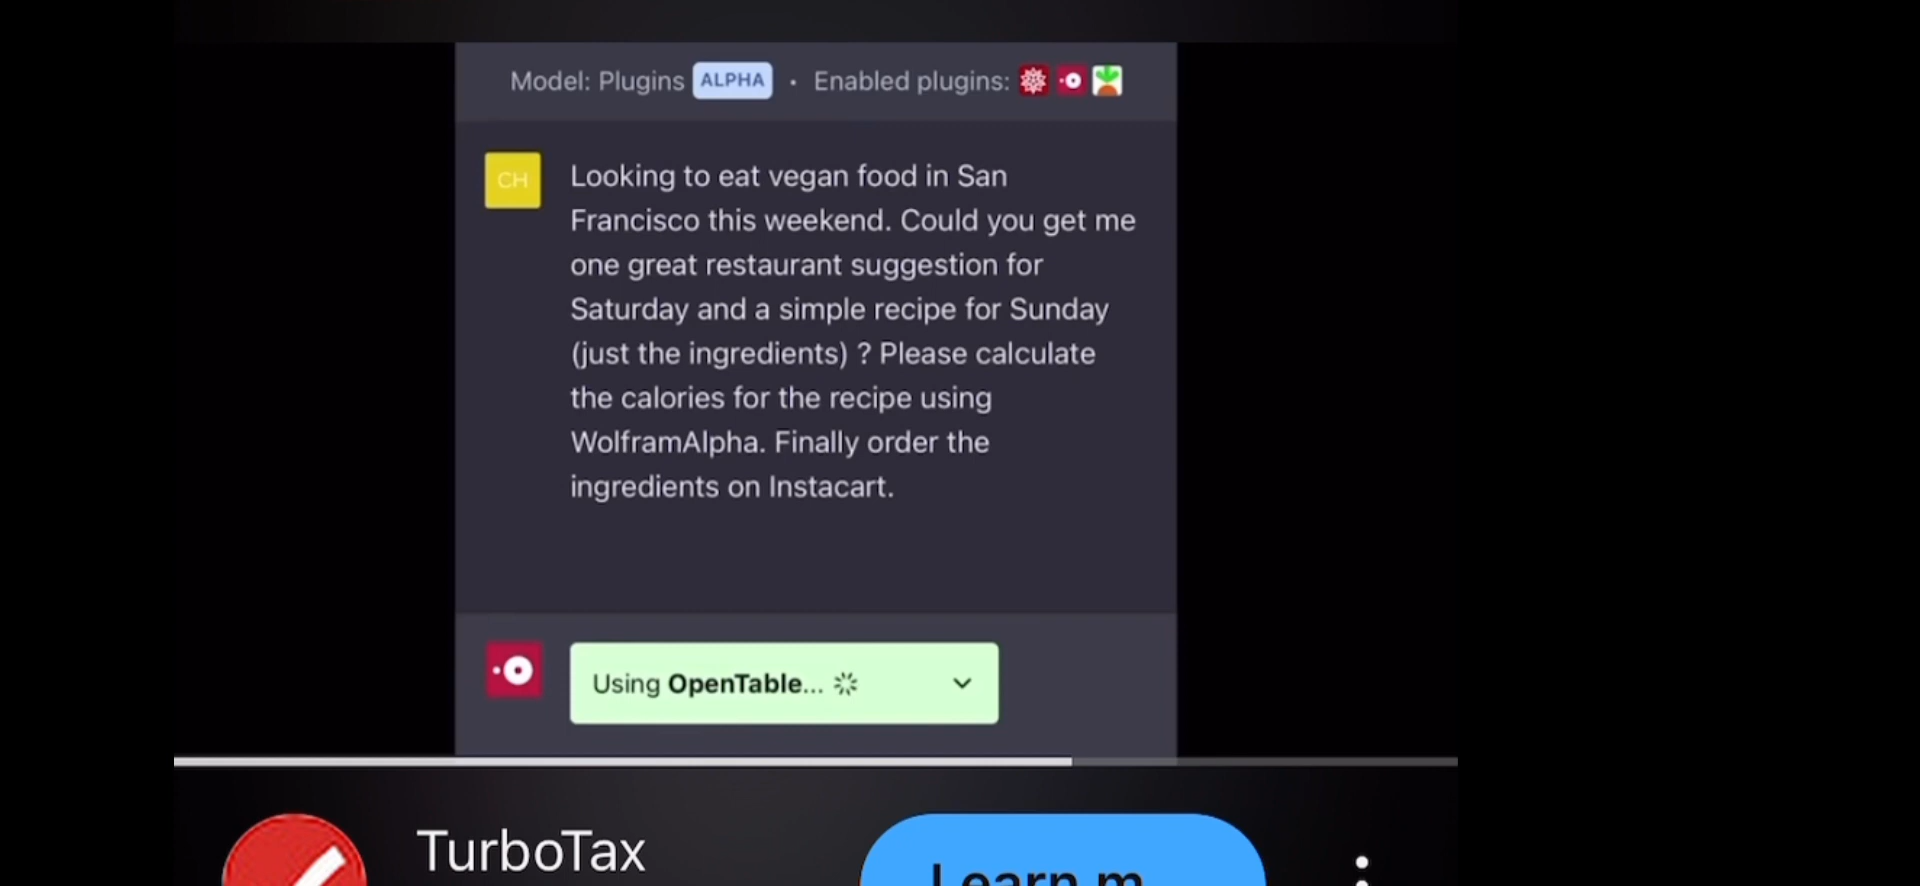 Model: Plugins ALPHA · Enabled plugins:
CH
Looking to eat vegan food in San
Francisco this weekend. Could you get me
one great restaurant suggestion for
Saturday and a simple recipe for Sunday
(just the ingredients) ? Please calculate
the calories for the recipe using
WolframAlpha. Finally order the
ingredients on Instacart.
Using OpenTable...
TurboTax
Learn m